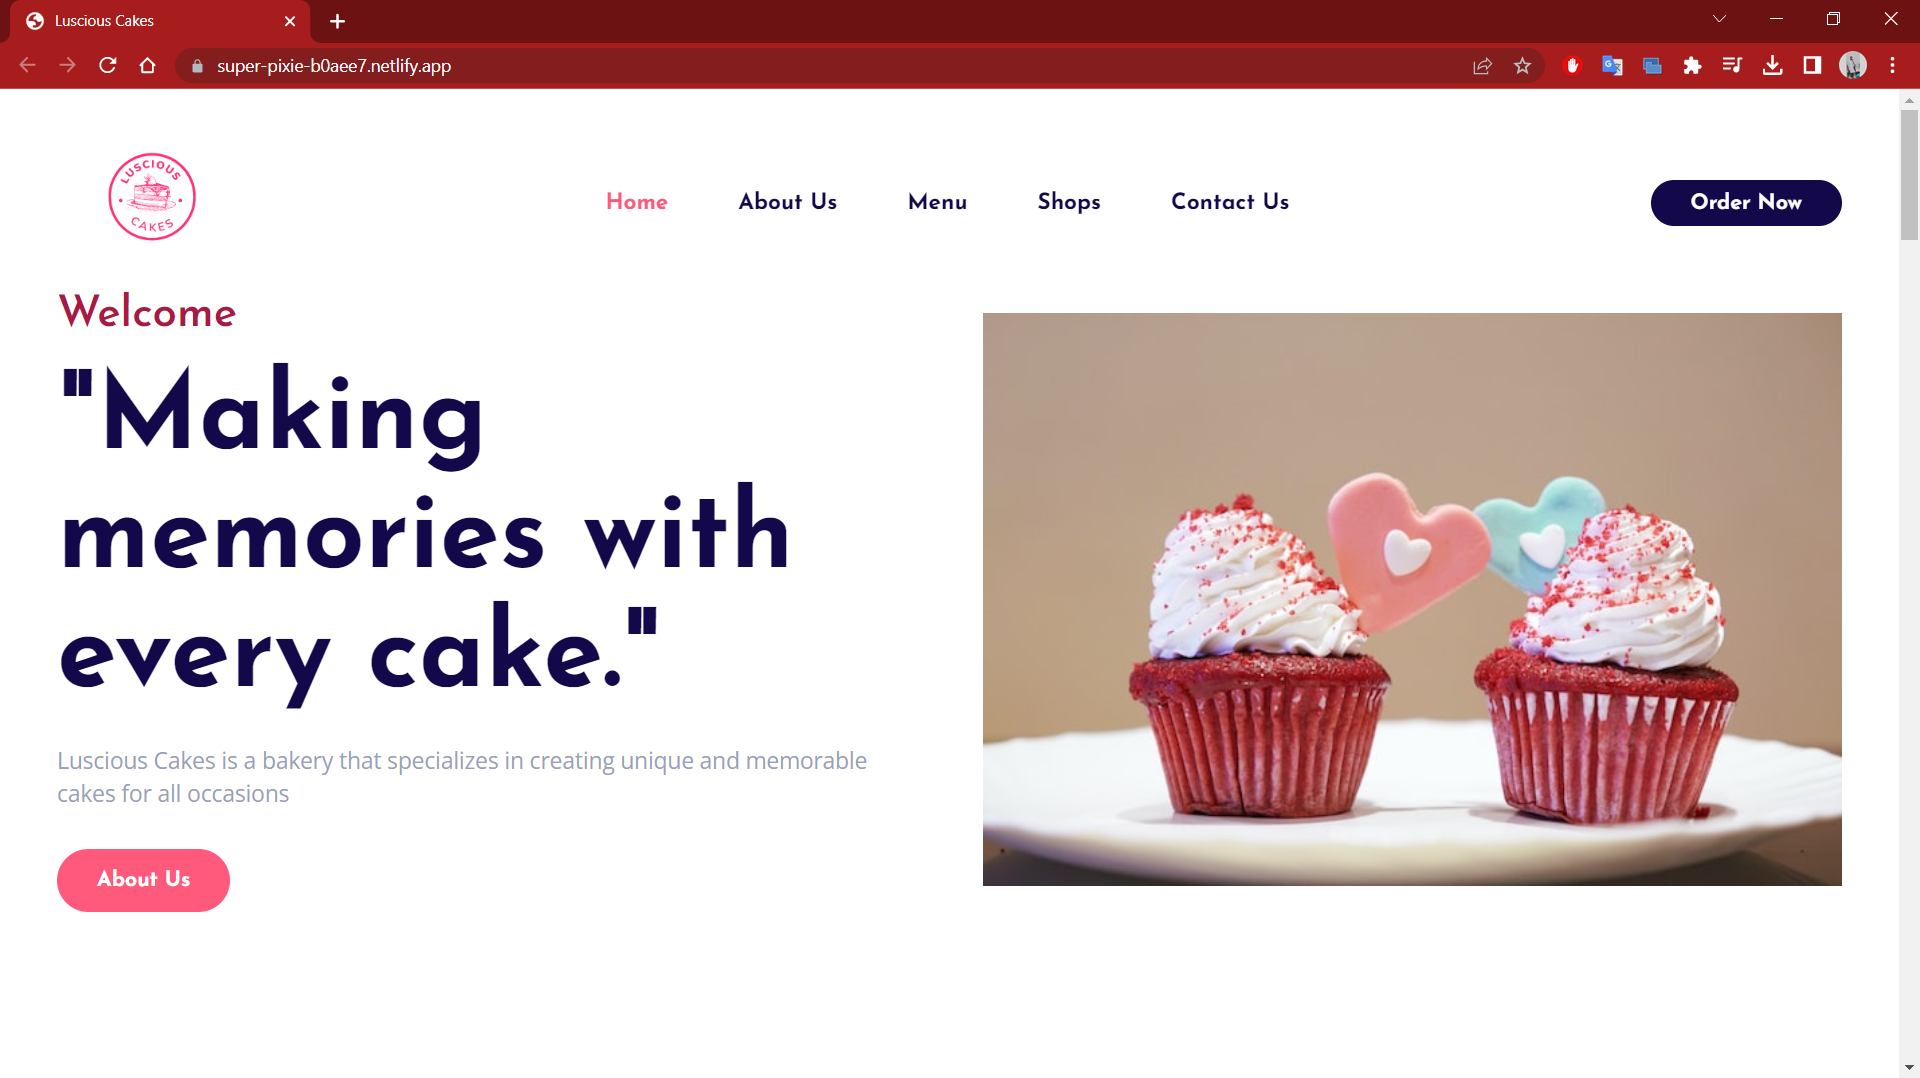 Luscious Cakes
super-pixie-b0aee7.netlify.app
LUSCIOUS
CAKES
Home
About Us
Menu
Shops
Contact Us
Order Now
Welcome
"Making
memories with
every cake."
Luscious Cakes is a bakery that specializes in creating unique and memorable
cakes for all occasions
About Us